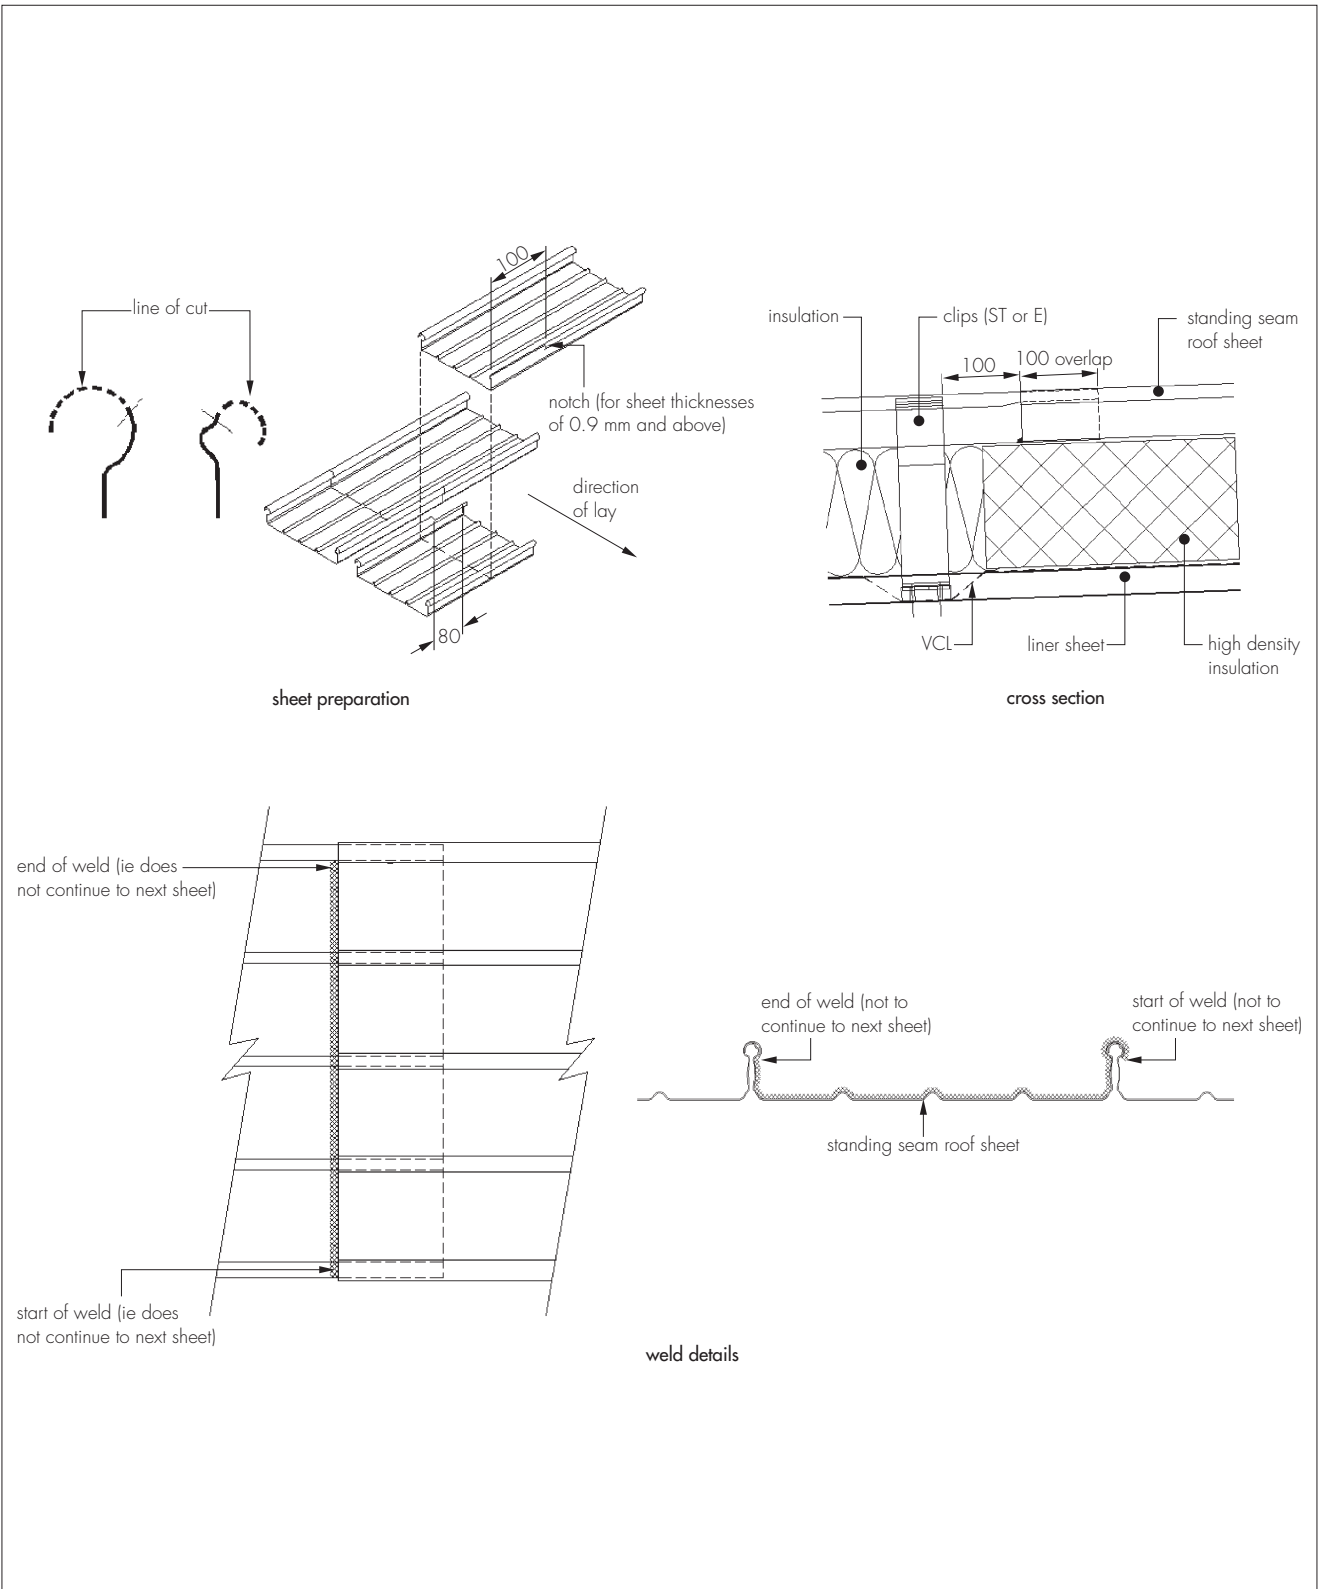 line of cut
100
notch (for sheet thicknesses
of 0.9 mm and above)
direction
of lay
80
sheet preparation
insulation
clips (ST or E)
standing seam
roof sheet
100
100 overlap
VCL
liner sheet
high density
insulation
cross section
end of weld (ie does
not continue to next sheet)
start of weld (ie does
not continue to next sheet)
end of weld (not to
continue to next sheet)
start of weld (not to
continue to next sheet)
standing seam roof sheet
weld details